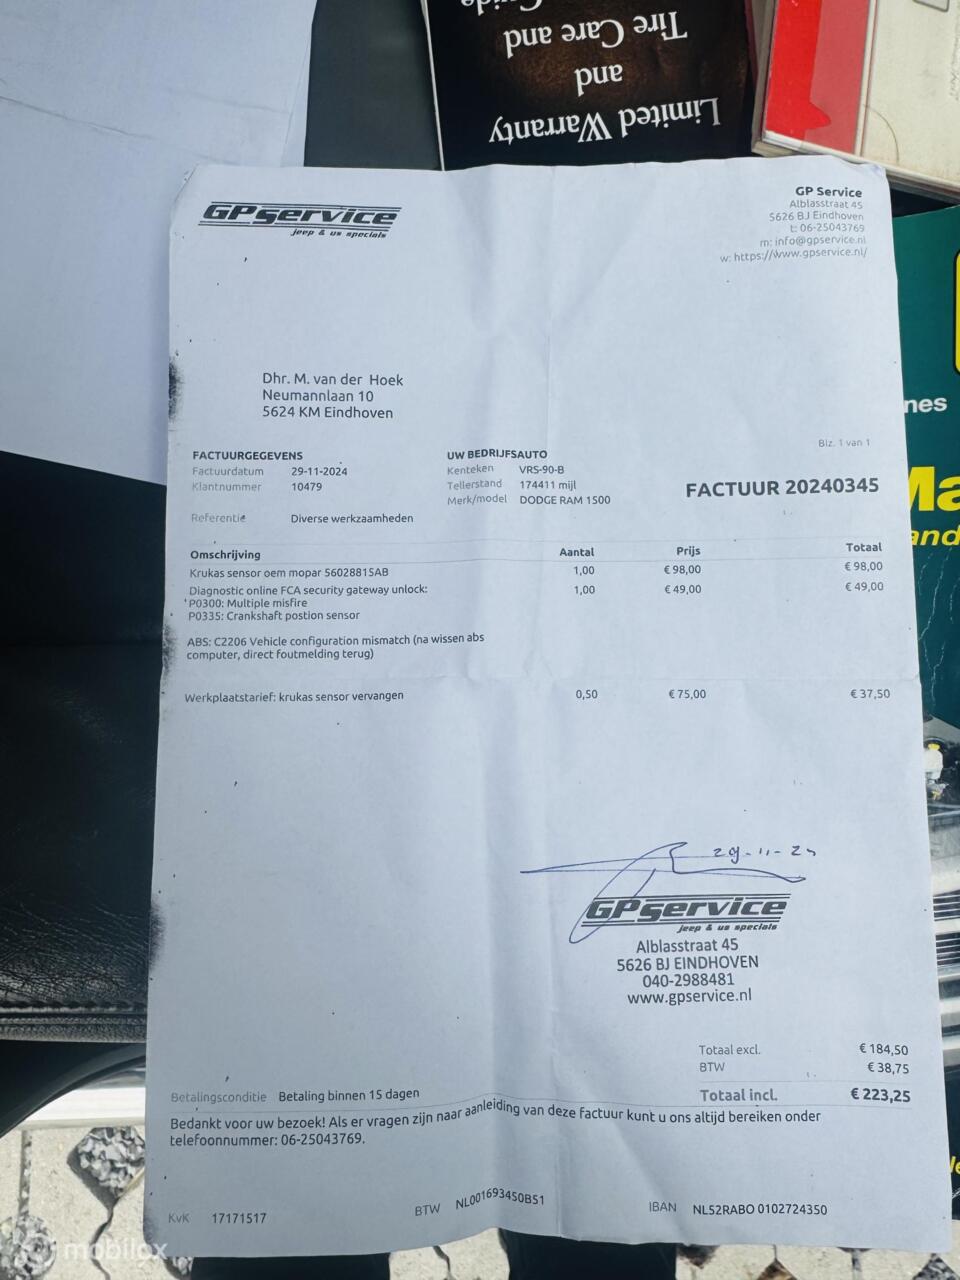 Guide
Tire Care and
and
Limited Warranty
GP Service
jeep & us specials
GP Service
Alblasstraat 45
5626 BJ Eindhoven
t: 06-25043769
m: info@gpservice.nl
w: https://www.gpservice.nl/
Dhr. M. van der Hoek
Neumannlaan 10
5624 KM Eindhoven
nes
Ma
and
Blz. 1 van 1
FACTUURGEGEVENS
Factuurdatum 29-11-2024
Klantnummer 10479
Referentie Diverse werkzaamheden
UW BEDRIJFSAUTO
Kenteken VRS-90-B
Tellerstand 174411 mijl
Merk/model DODGE RAM 1500
FACTUUR 20240345
Omschrijving Aantal Prijs Totaal
Krukas sensor oem mopar 56028815AB 1,00 € 98,00 € 98,00
Diagnostic online FCA security gateway unlock: 1,00 € 49,00 € 49,00
P0300: Multiple misfire
P0335: Crankshaft postion sensor
ABS: C2206 Vehicle configuration mismatch (na wissen abs
computer, direct foutmelding terug)
Werkplaatstarief: krukas sensor vervangen 0,50 € 75,00 € 37,50
29-11-24
GP Service
jeep & us specials
Alblasstraat 45
5626 BJ EINDHOVEN
040-2988481
www.gpservice.nl
Totaal excl. € 184,50
BTW € 38,75
Totaal incl. € 223,25
Betalingsconditie Betaling binnen 15 dagen
Bedankt voor uw bezoek! Als er vragen zijn naar aanleiding van deze factuur kunt u ons altijd bereiken onder
telefoonnummer: 06-25043769.
KvK 17171517
BTW NL001693450B51
IBAN NL52RABO 0102724350
mobilox